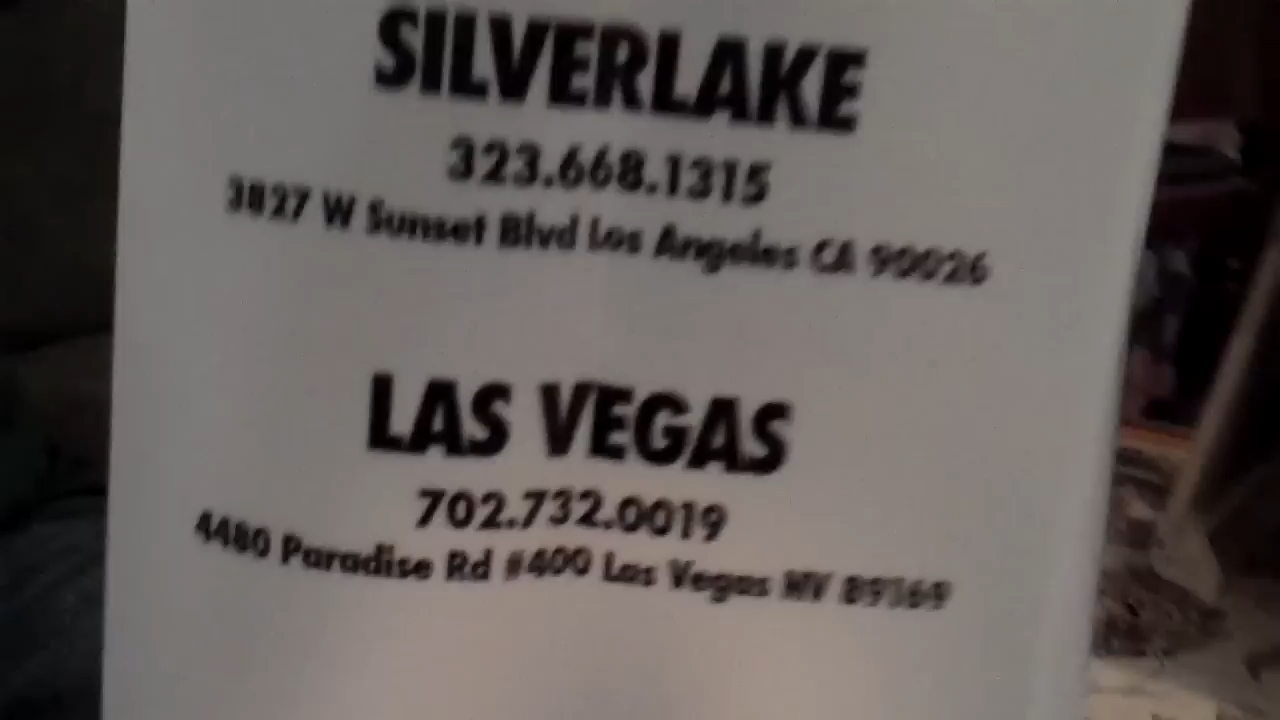 SILVERLAKE
323.668.1315
3827 W Sunset Blvd Los Angeles CA 90026
LAS VEGAS
702.732.0019
4480 Paradise Rd #400 Las Vegas NV 89169